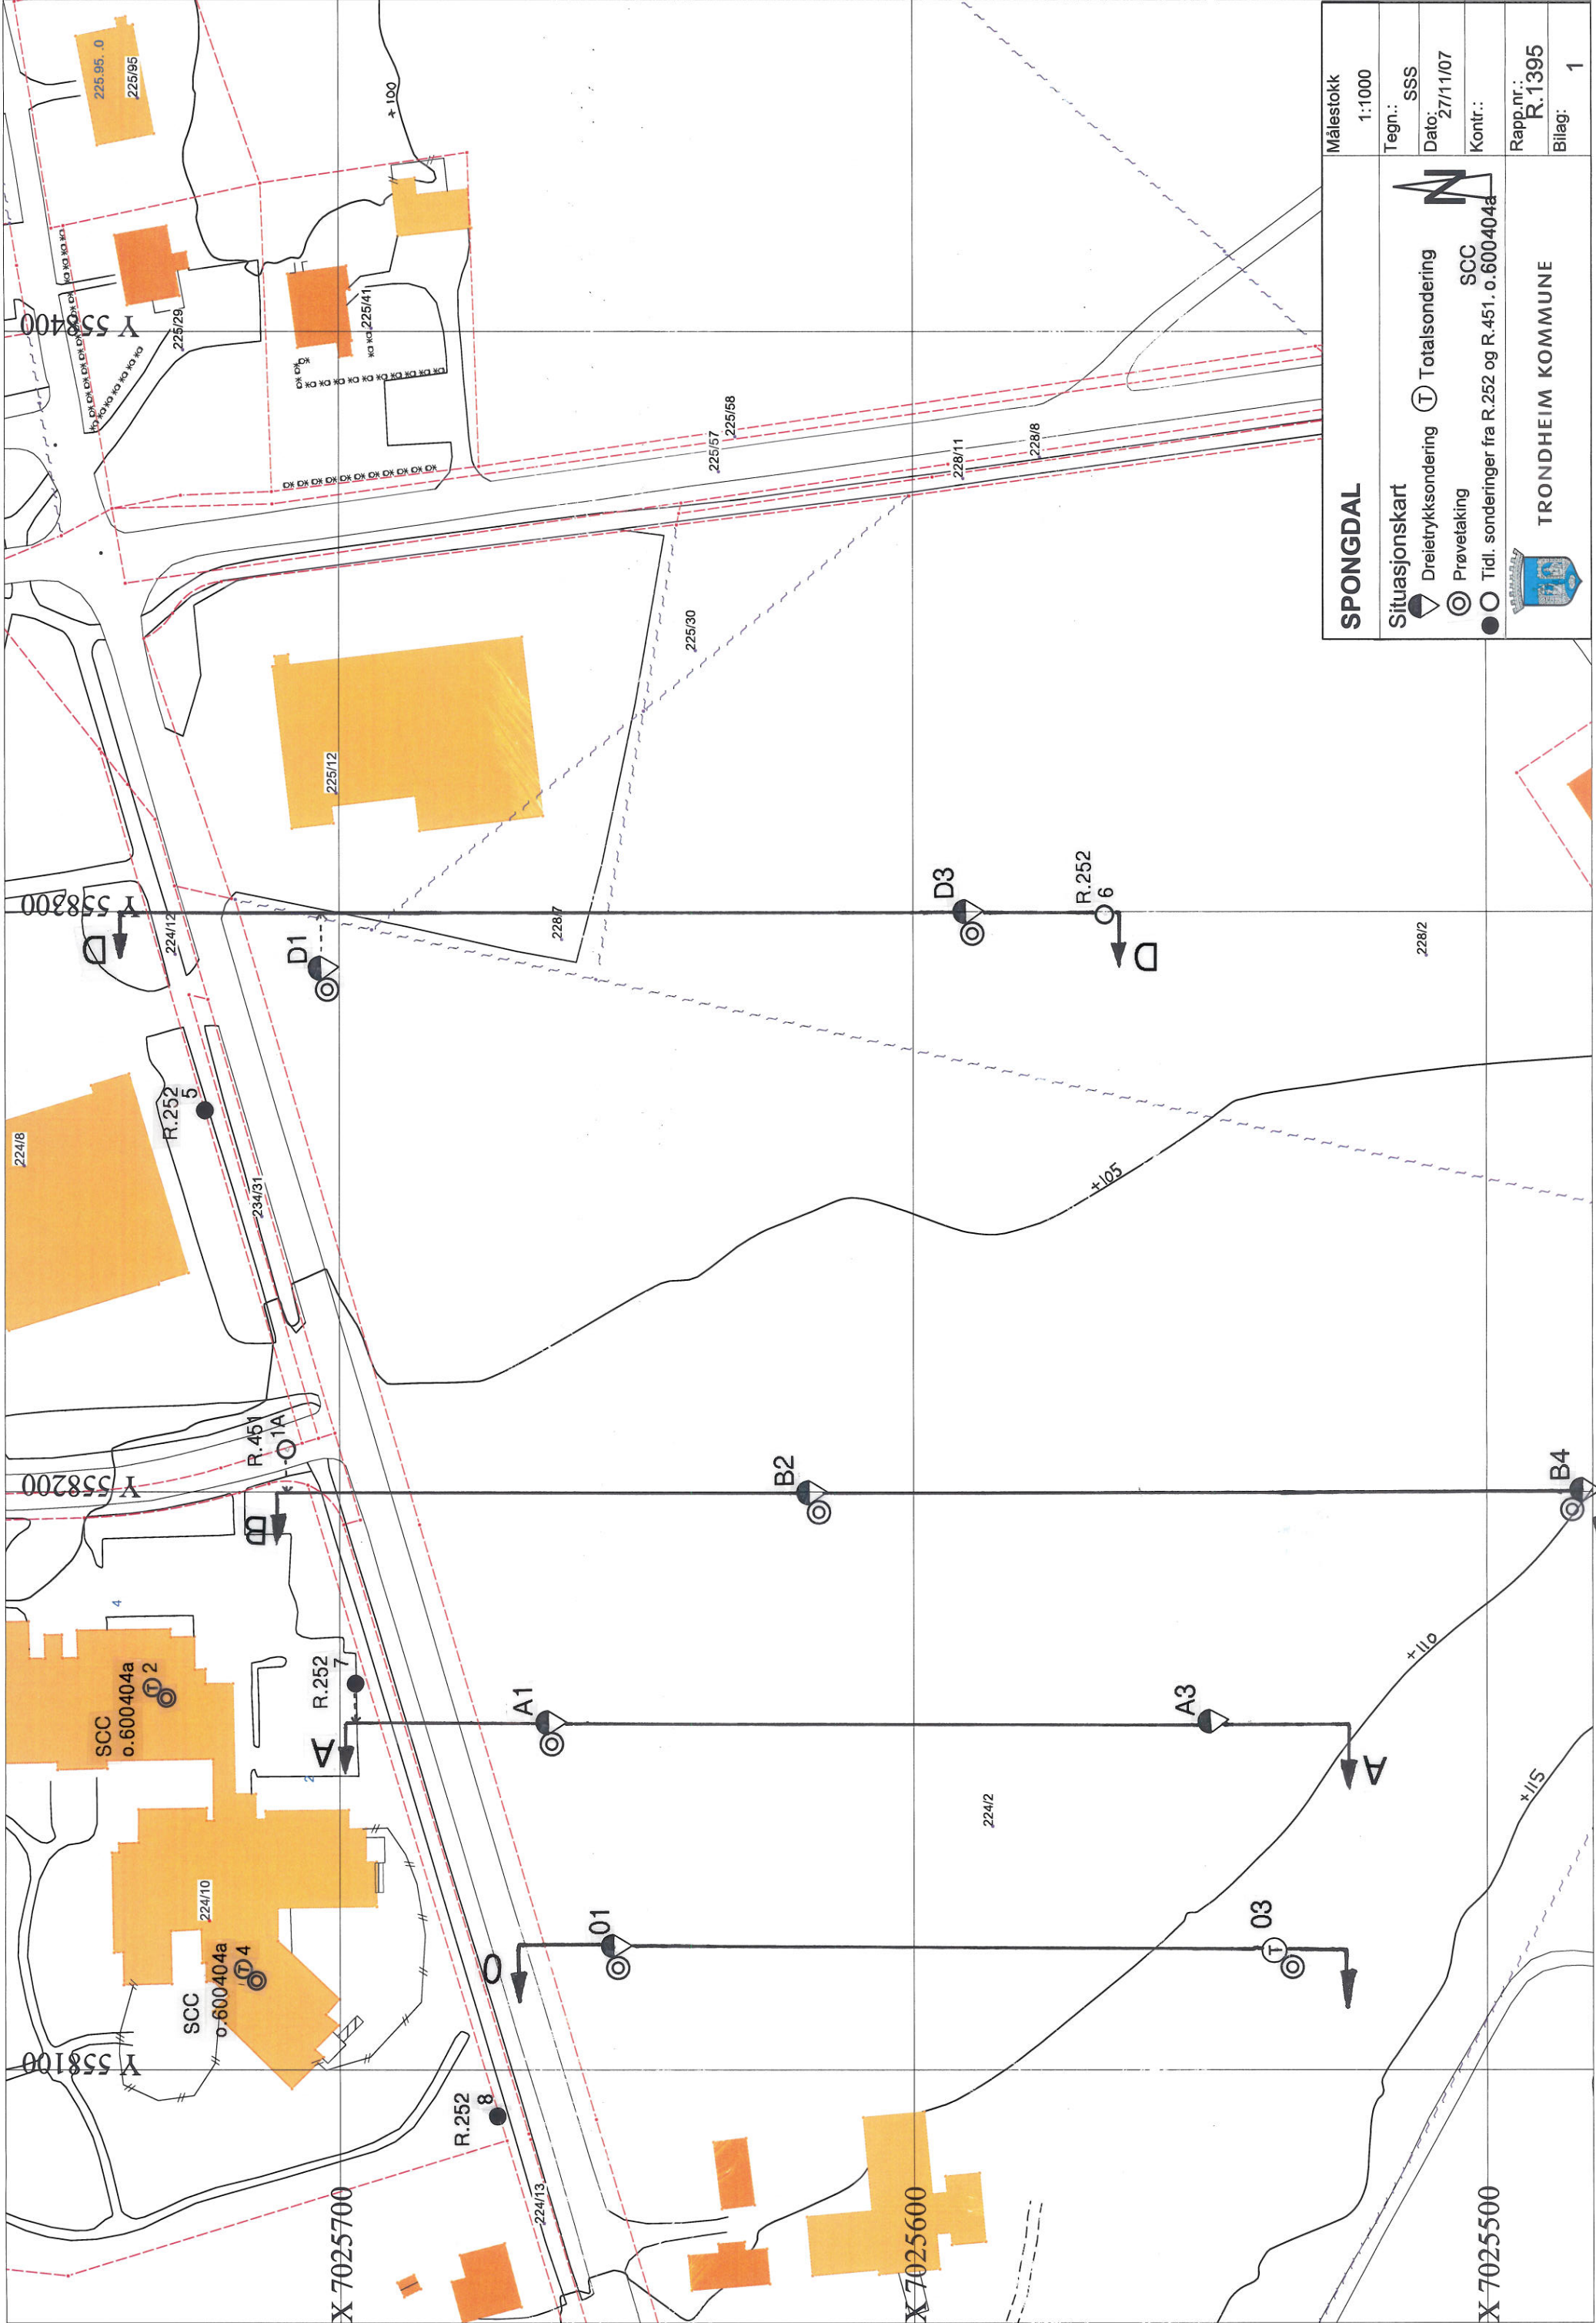 SPONGDAL
Situasjonskart
Dreietrykksondering
T Totalsondering
Prøvetaking
SCC
Tidl. sonderinger fra R.252 og R.451. o.600404a
N
TRONDHEIM KOMMUNE
Målestokk
1:1000
Tegn.:
SSS
Dato:
27/11/07
Kontr.:
Rapp.nr.:
R.1395
Bilag:
1
Y 558400
Y 558300
Y 558200
Y 558100
X 7025700
X 7025600
X 7025500
225.95. .0
225/95
+100
225/29
225/41
225/57
225/58
228/11
228/8
225/30
225/12
224/12
D
D1
228/7
D3
R.252
6
D
228/2
224/8
R.252
5
234/31
+105
R.451
1A
B
B2
B4
4
SCC
o.600404a
T 2
R.252
7
A
2
A1
A3
A
+110
+115
224/2
224/10
SCC
o.600404a
T 4
O
01
03
T
R.252
8
224/13